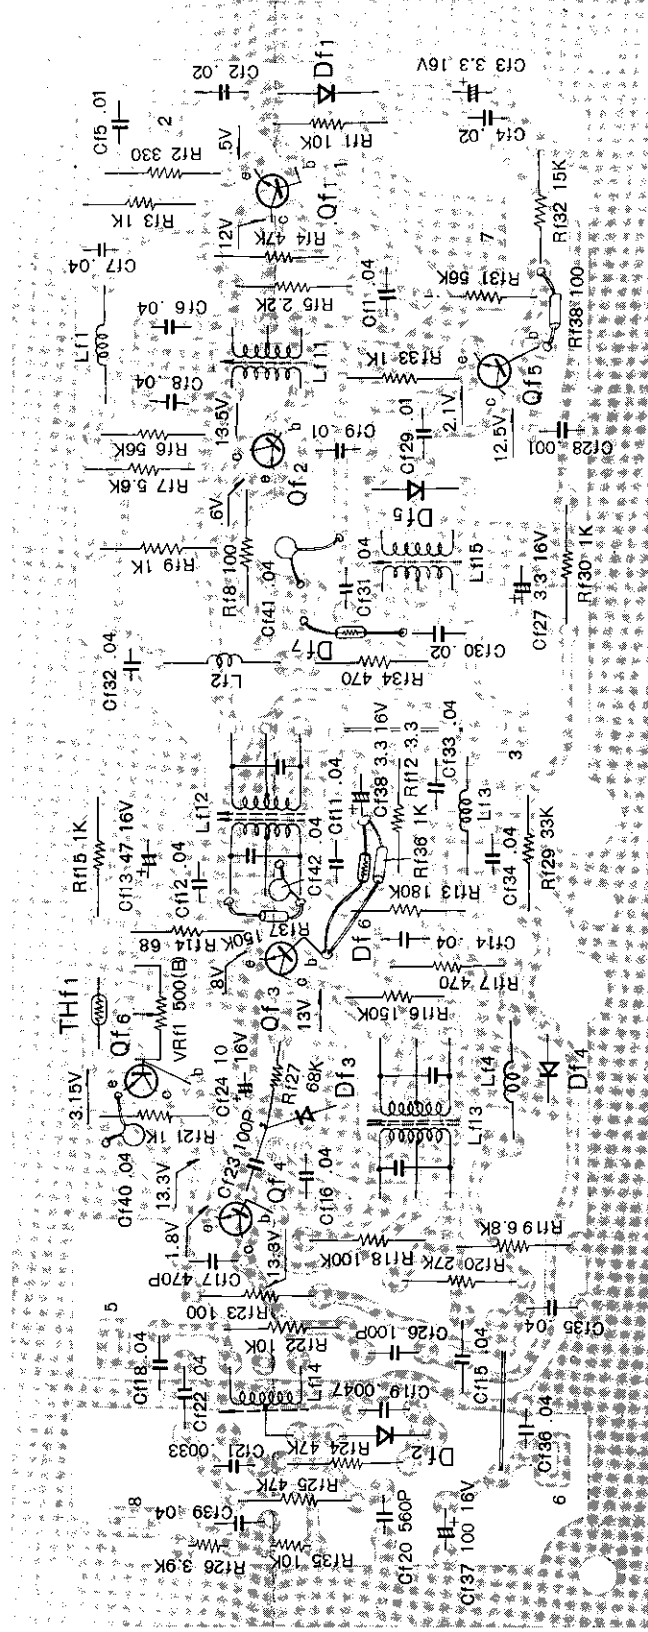 Cf5 .01
2
Rf2 330
Rf3 1K
Cf7 .04
Lf1
Cf6 .04
Cf8 .04
Rf6 56K
Rf7 5.6K
Rf9 1K
Cf32 .04
Cf2 .02
.5V
e
b
c
12V
Qf1
1
Df1
Rf1 10K
Rf4 47K
Rf5 2.2K
Lf11
13.5V
c
b
e
Qf2
Cf9 .01
.6V
Rf8 100
Cf41 .04
Lf2
Cf3 3.3 16V
Cf4 .02
Rf32 15K
7
Rf31 56K
Cf1 .04
Rf33 1K
Rf38 100
e
b
c
Qf5
2.1V
12.5V
Cf29 .01
Cf28 .001
Df5
Lf15
Cf31 .04
Cf27 3.3 16V
Rf30 1K
Df7
Cf30 .02
Rf34 470
Rf15 1K
Cf13 47 16V
Cf12 .04
Rf14 68
Lf12
Cf42 .04
Cf11 .04
Rf37 150K
.8V
e
b
c
Qf3
13V
Cf38 3.3 16V
Rf12 3.3
Cf33 .04
3
Rf36 1K
Lf3
Cf34 .04
Rf29 33K
Rf13 180K
Df6
Cf14 .04
Rf17 470
Rf16 150K
THf1
Qf6
VRf1 500(B)
3.15V
e
b
c
Rf21 1K
Cf40 .04
Cf24 10 16V
Rf27 68K
Df3
Cf23 100P
Qf4
Cf16 .04
13.3V
1.8V
e
b
c
13.3V
Cf17 470P
Rf23 100
Rf22 10K
Lf13
Lf4
Df4
Rf18 100K
Rf19 6.8K
Rf20 27K
Cf35 .04
5
Cf18 .04
Cf22 .04
Lf14
Cf26 100P
Cf15 .04
Cf19 .0047
Cf21 .0033
Rf24 47K
Df2
Rf25 47K
Cf36 .04
8
Cf39 .04
Rf26 3.9K
Rf35 10K
Cf20 560P
Cf37 100 16V
6